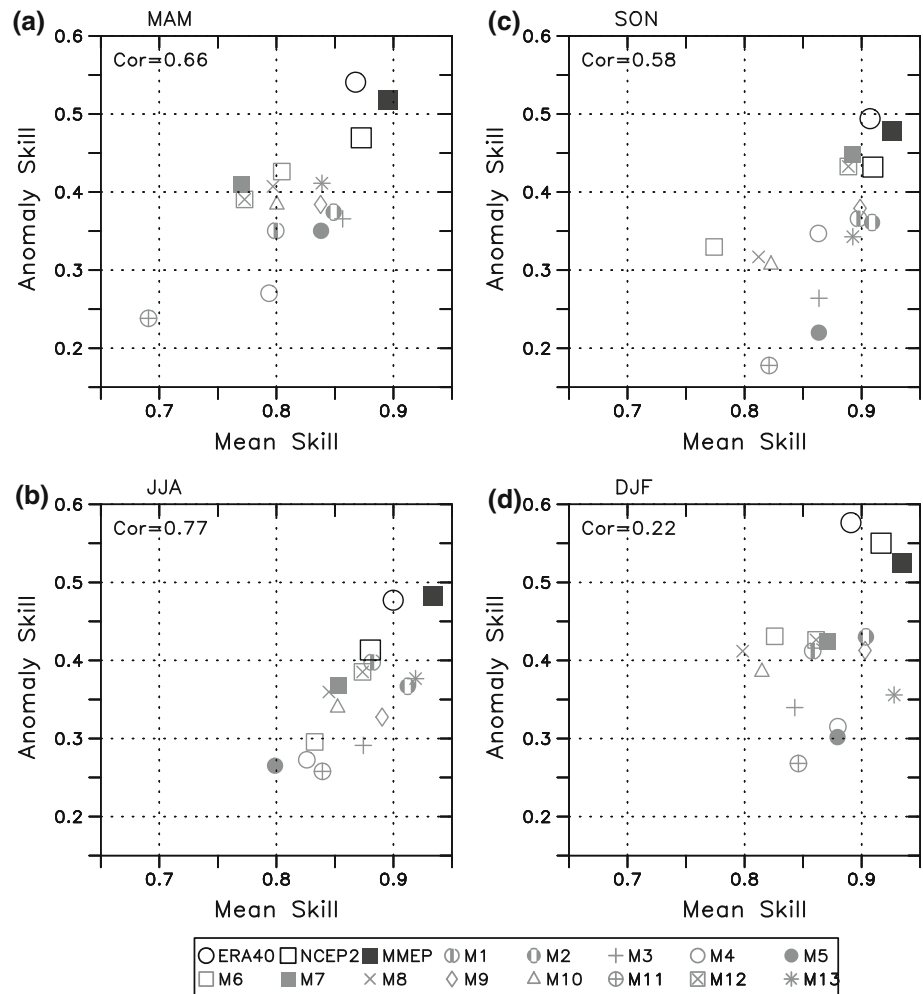 (a) MAM
Cor=0.66
0.6
0.5
0.4
0.3
0.2
Anomaly Skill
0.7 0.8 0.9
Mean Skill
(c) SON
Cor=0.58
0.6
0.5
0.4
0.3
0.2
Anomaly Skill
0.7 0.8 0.9
Mean Skill
(b) JJA
Cor=0.77
0.6
0.5
0.4
0.3
0.2
Anomaly Skill
0.7 0.8 0.9
Mean Skill
(d) DJF
Cor=0.22
0.6
0.5
0.4
0.3
0.2
Anomaly Skill
0.7 0.8 0.9
Mean Skill
ERA40 NCEP2 MMEP M1 M2 M3 M4 M5
M6 M7 M8 M9 M10 M11 M12 M13